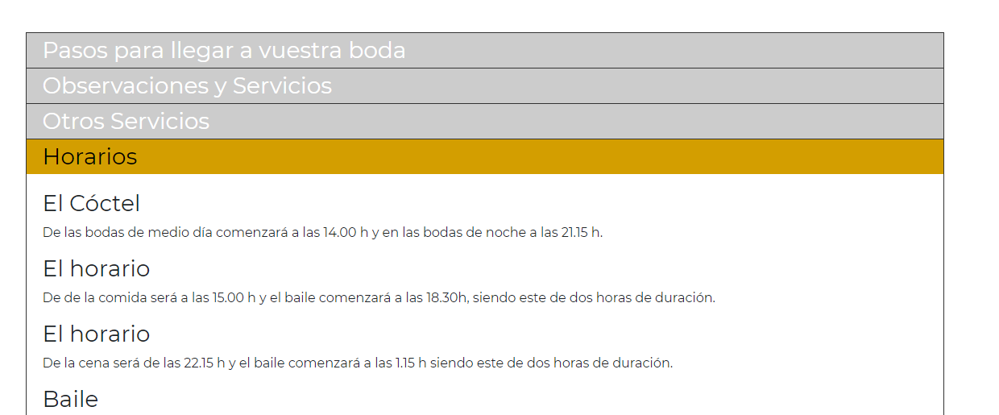 Pasos para llegar a vuestra boda
Observaciones y Servicios
Otros Servicios
Horarios
El Cóctel
De las bodas de medio día comenzará a las 14.00 h y en las bodas de noche a las 21.15 h.
El horario
De de la comida será a las 15.00 h y el baile comenzará a las 18.30h, siendo este de dos horas de duración.
El horario
De la cena será de las 22.15 h y el baile comenzará a las 1.15 h siendo este de dos horas de duración.
Baile